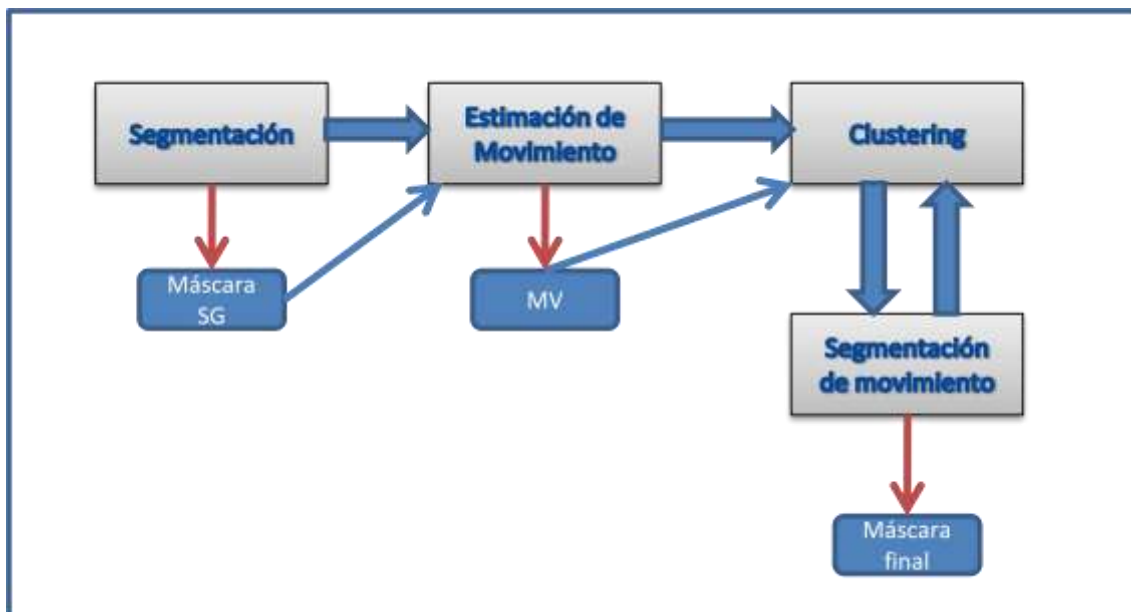 Segmentación
Estimación de
Movimiento
Clustering
Máscara
SG
MV
Segmentación
de movimiento
Máscara
final